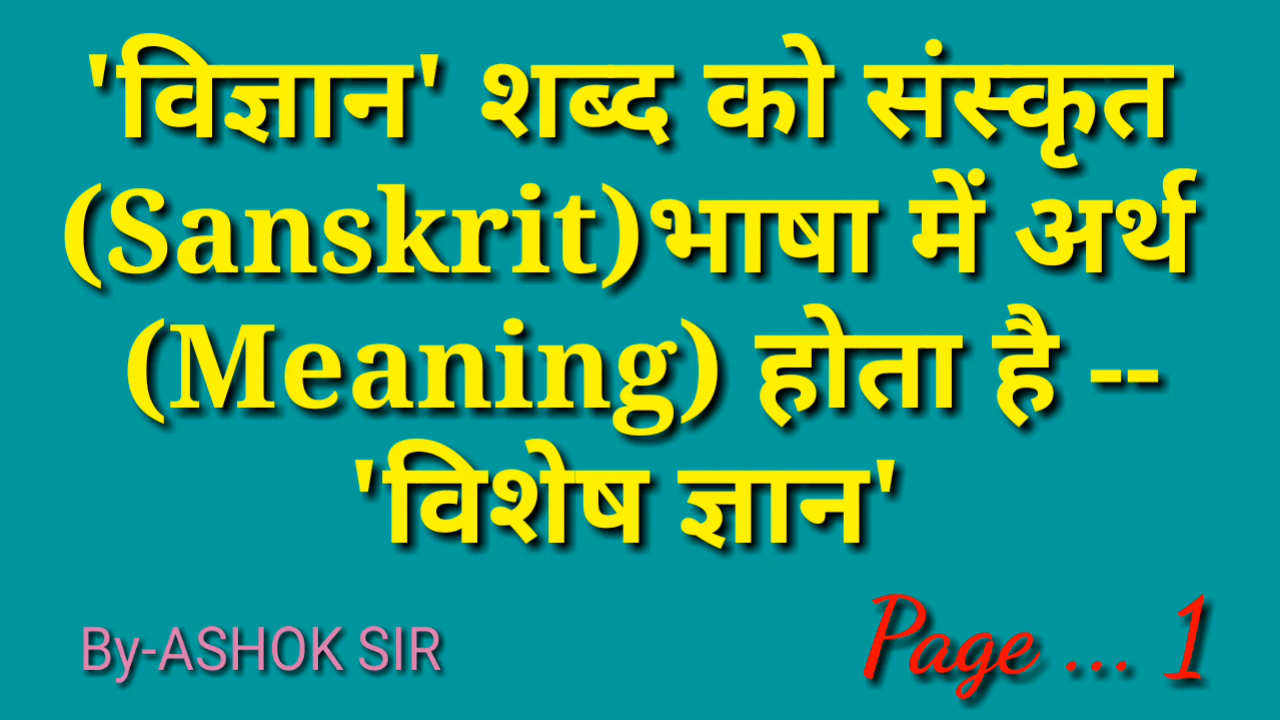 'विज्ञान' शब्द को संस्कृत
(Sanskrit)भाषा में अर्थ
(Meaning) होता है --
'विशेष ज्ञान'
By-ASHOK SIR
Page ... 1